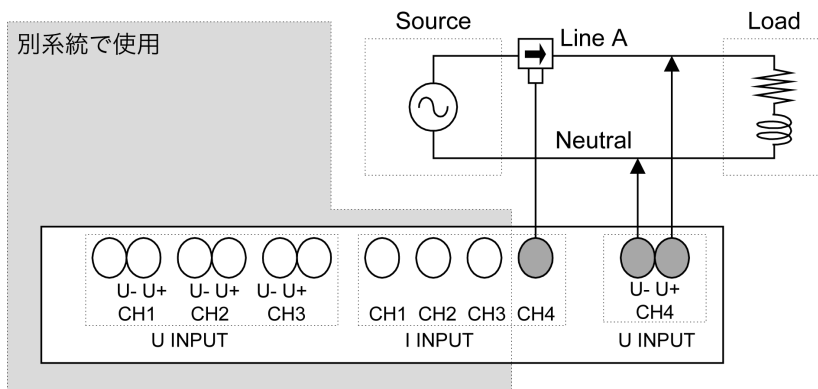 Source
Load
別系統で使用
Line A
Neutral
U- U+ U- U+ U- U+ U- U+
CH1 CH2 CH3 CH1 CH2 CH3 CH4 CH4
U INPUT I INPUT U INPUT